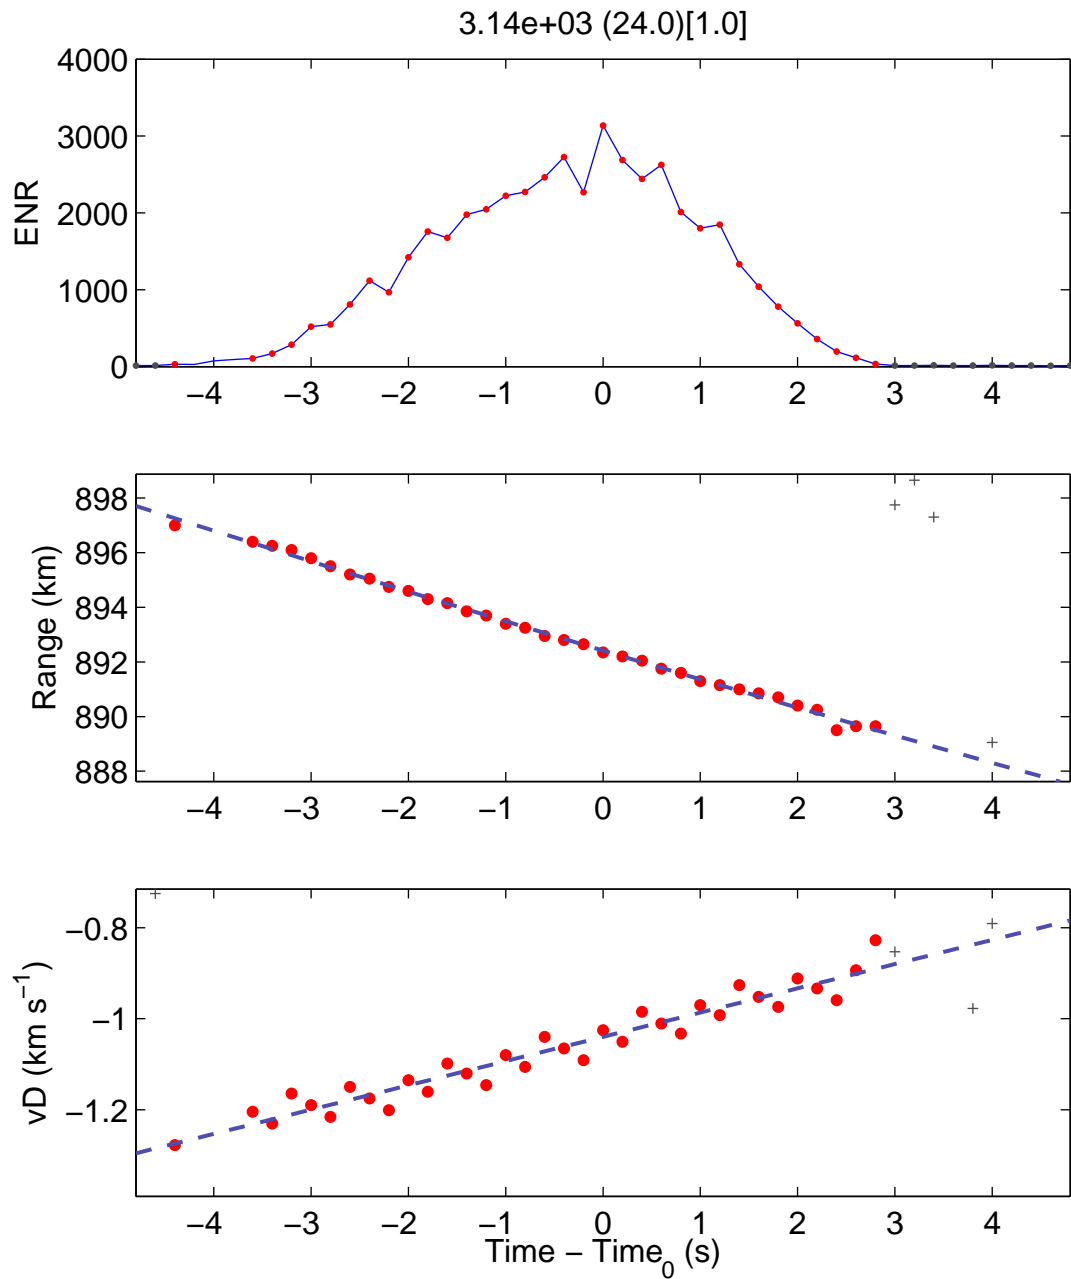 3.14e+03 (24.0)[1.0]
4000
3000
2000
1000
0
ENR
−4 −3 −2 −1 0 1 2 3 4
898
896
894
892
890
888
Range (km)
−4 −3 −2 −1 0 1 2 3 4
−0.8
−1
−1.2
vD (km s⁻¹)
−4 −3 −2 −1 0 1 2 3 4
Time − Time₀ (s)